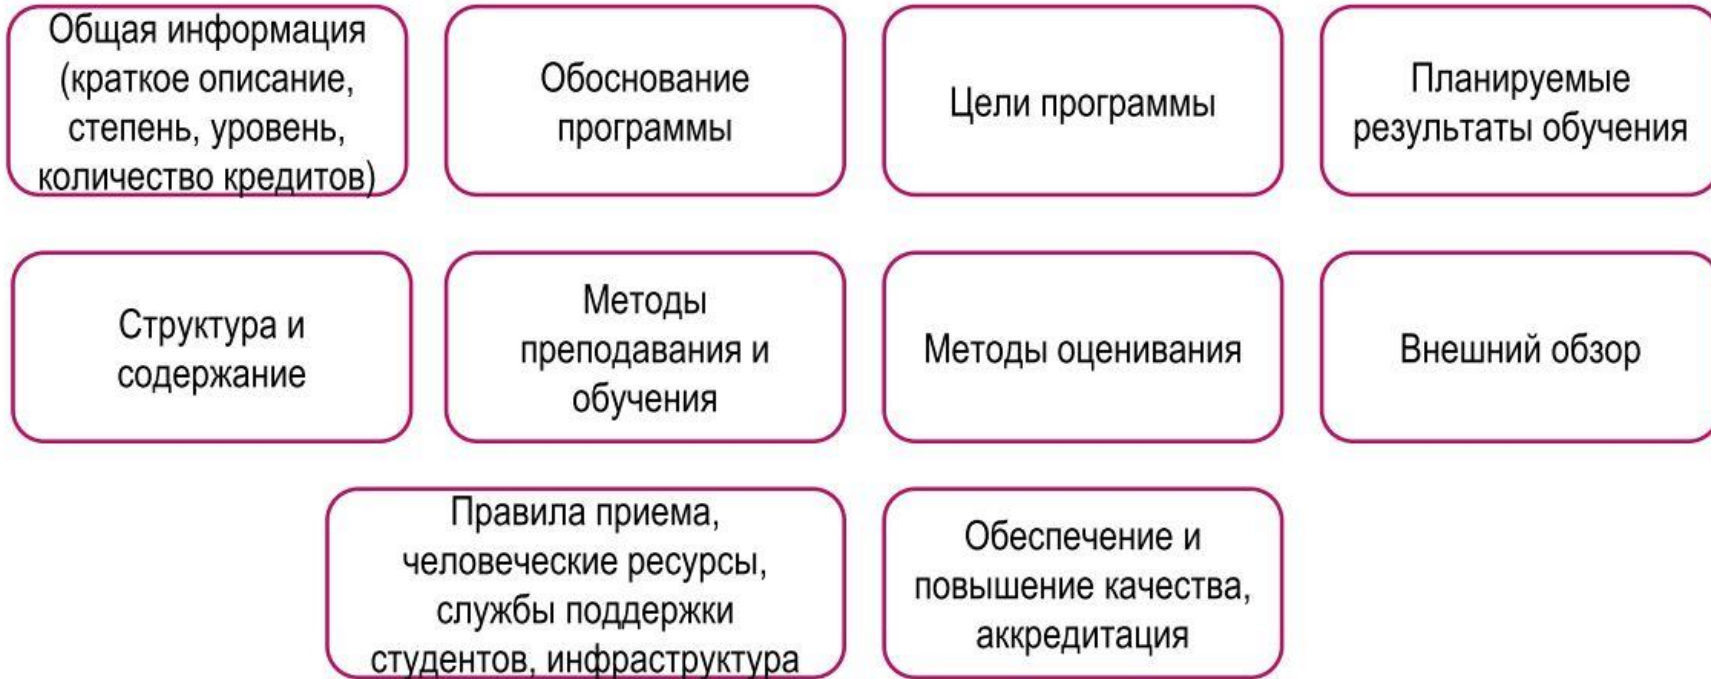 Общая информация
(краткое описание,
степень, уровень,
количество кредитов)
Обоснование
программы
Цели программы
Планируемые
результаты обучения
Структура и
содержание
Методы
преподавания и
обучения
Методы оценивания
Внешний обзор
Правила приема,
человеческие ресурсы,
службы поддержки
студентов, инфраструктура
Обеспечение и
повышение качества,
аккредитация